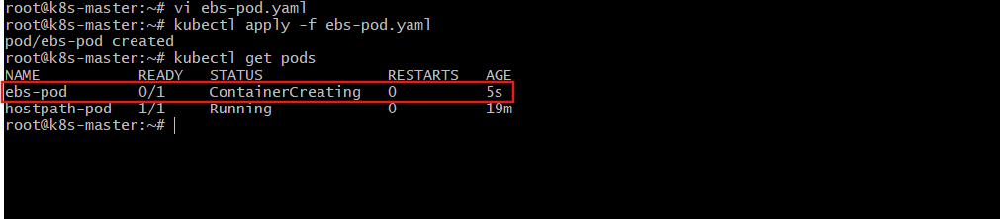 root@k8s-master:~# vi ebs-pod.yaml
root@k8s-master:~# kubectl apply -f ebs-pod.yaml
pod/ebs-pod created
root@k8s-master:~# kubectl get pods
NAME           READY   STATUS              RESTARTS   AGE
ebs-pod        0/1     ContainerCreating   0          5s
hostpath-pod   1/1     Running             0          19m
root@k8s-master:~#